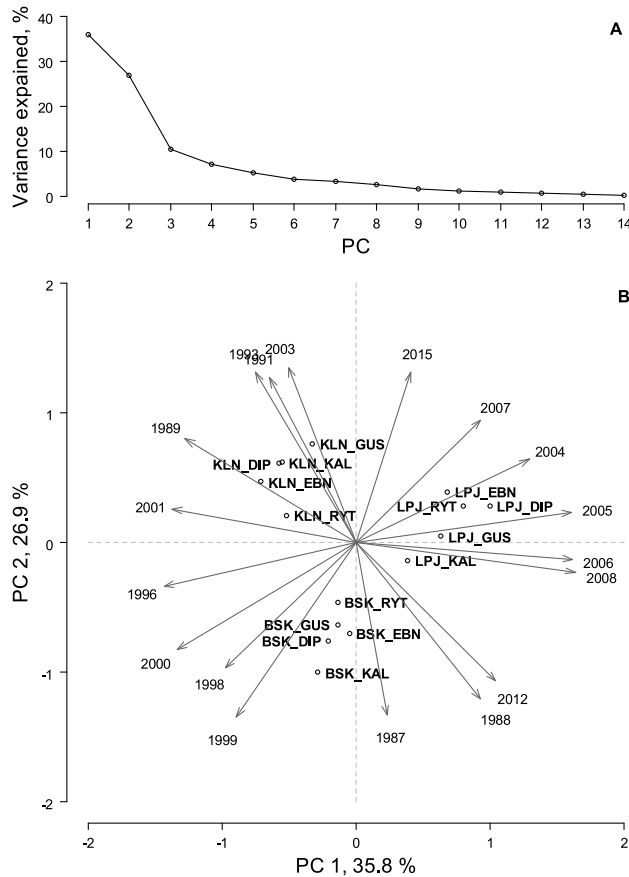 A
Variance expained, %
40
30
20
10
0
1 2 3 4 5 6 7 8 9 10 11 12 13 14
PC
B
PC 2, 26.9 %
2
1
0
-1
-2
2003
1993
1991
2015
2007
1989
KLN_GUS
2004
KLN_DIP KLN_KAL
KLN_EBN
LPJ_EBN
2001
LPJ_RYT LPJ_DIP
KLN_RYT
2005
LPJ_GUS
LPJ_KAL
2006
2008
1996
BSK_RYT
BSK_GUS
BSK_EBN
BSK_DIP
2000
1998
BSK_KAL
2012
1988
1999
1987
-2 -1 0 1 2
PC 1, 35.8 %